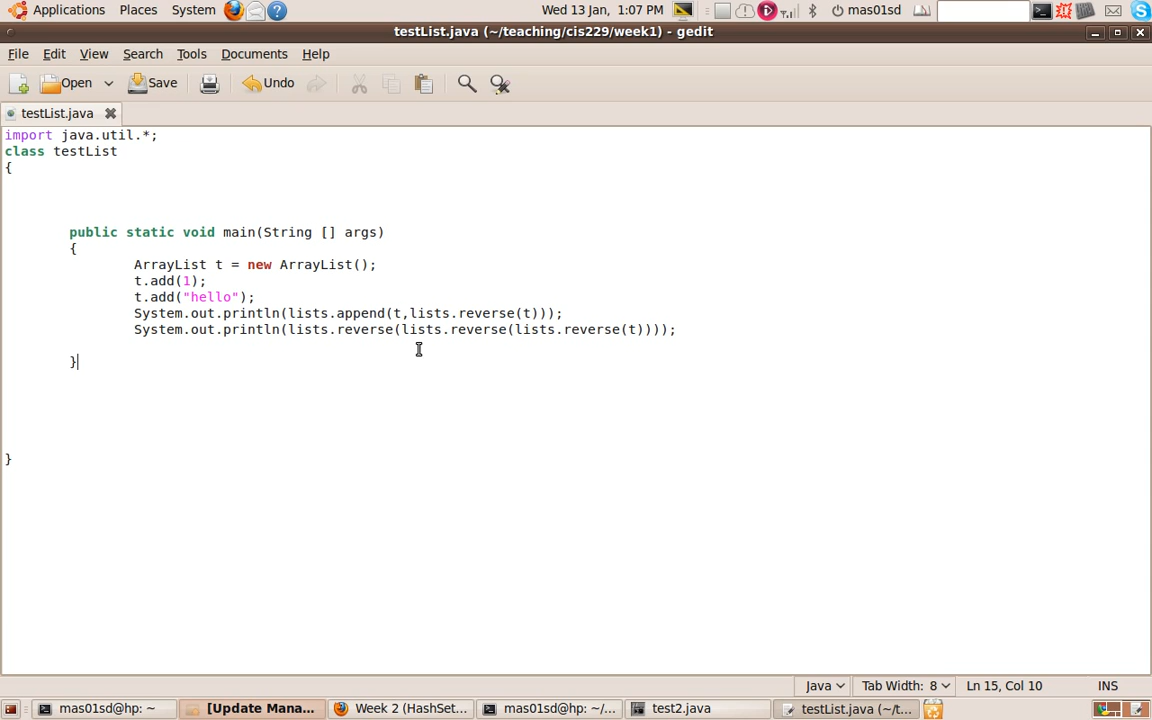 Applications Places System Wed 13 Jan, 1:07 PM mas01sd
testList.java (~/teaching/cis229/week1) - gedit
File Edit View Search Tools Documents Help
Open Save Undo
testList.java
import java.util.*;
class testList
{
public static void main(String [] args)
{
ArrayList t = new ArrayList();
t.add(1);
t.add("hello");
System.out.println(lists.append(t,lists.reverse(t)));
System.out.println(lists.reverse(lists.reverse(lists.reverse(t))));
}
}
Java Tab Width: 8 Ln 15, Col 10 INS
mas01sd@hp: ~ [Update Mana... Week 2 (HashSet... mas01sd@hp: ~/... test2.java testList.java (~/t...